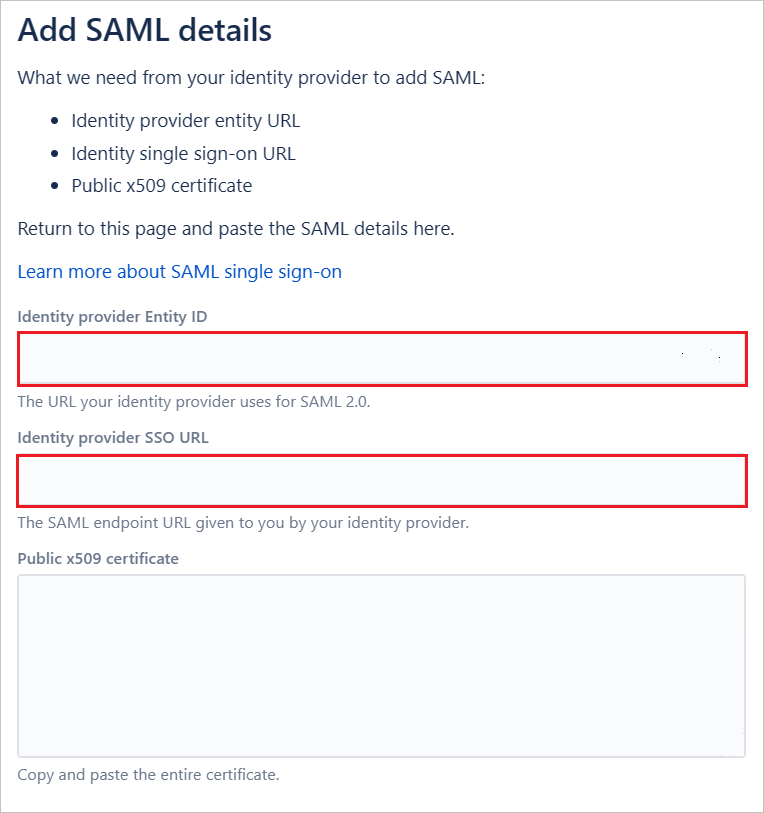 Add SAML details
What we need from your identity provider to add SAML:
• Identity provider entity URL
• Identity single sign-on URL
• Public x509 certificate
Return to this page and paste the SAML details here.
Learn more about SAML single sign-on
Identity provider Entity ID
The URL your identity provider uses for SAML 2.0.
Identity provider SSO URL
The SAML endpoint URL given to you by your identity provider.
Public x509 certificate
Copy and paste the entire certificate.